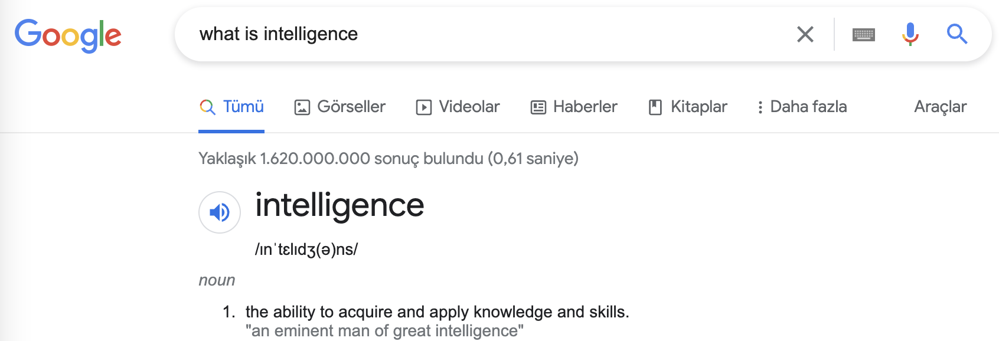 Google
what is intelligence
Tümü Görseller Videolar Haberler Kitaplar Daha fazla Araçlar
Yaklaşık 1.620.000.000 sonuç bulundu (0,61 saniye)
intelligence
/ɪnˈtɛlɪdʒ(ə)ns/
noun
1. the ability to acquire and apply knowledge and skills.
"an eminent man of great intelligence"